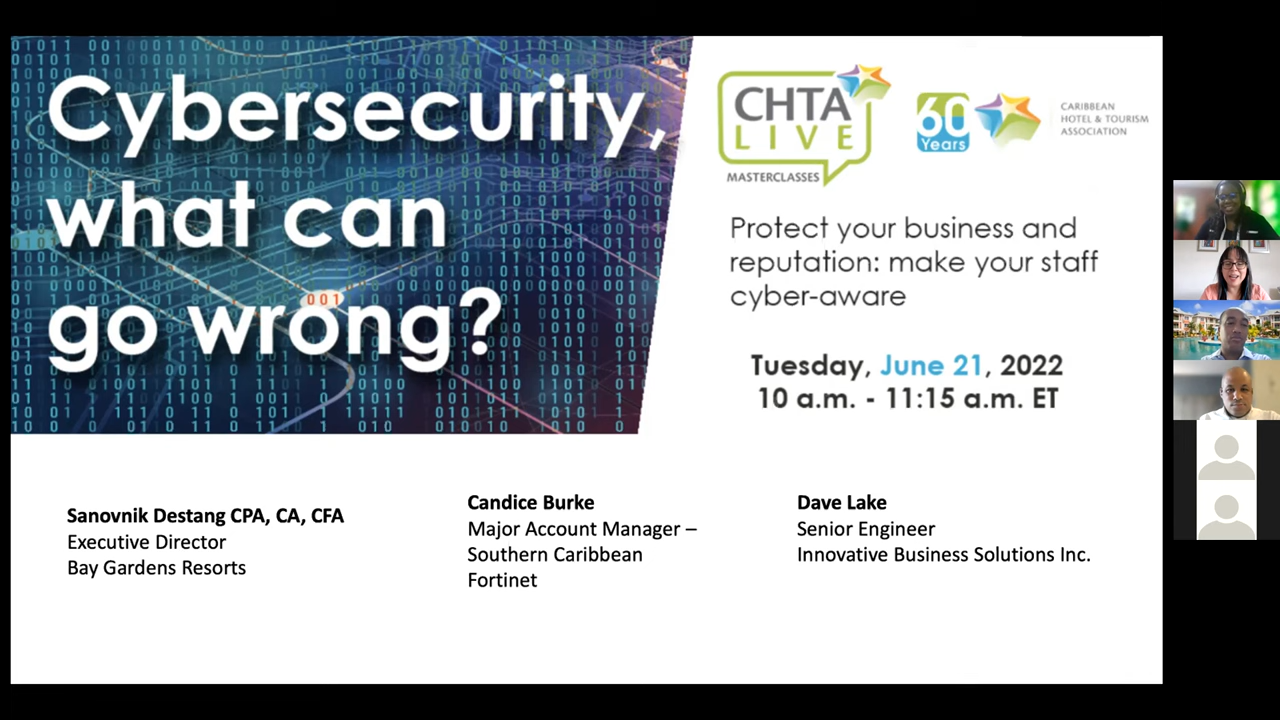 Cybersecurity,
what can
go wrong?
CHTA
LIVE
MASTERCLASSES
60
Years
CARIBBEAN
HOTEL & TOURISM
ASSOCIATION
Protect your business and
reputation: make your staff
cyber-aware
Tuesday, June 21, 2022
10 a.m. - 11:15 a.m. ET
Sanovnik Destang CPA, CA, CFA
Executive Director
Bay Gardens Resorts
Candice Burke
Major Account Manager –
Southern Caribbean
Fortinet
Dave Lake
Senior Engineer
Innovative Business Solutions Inc.